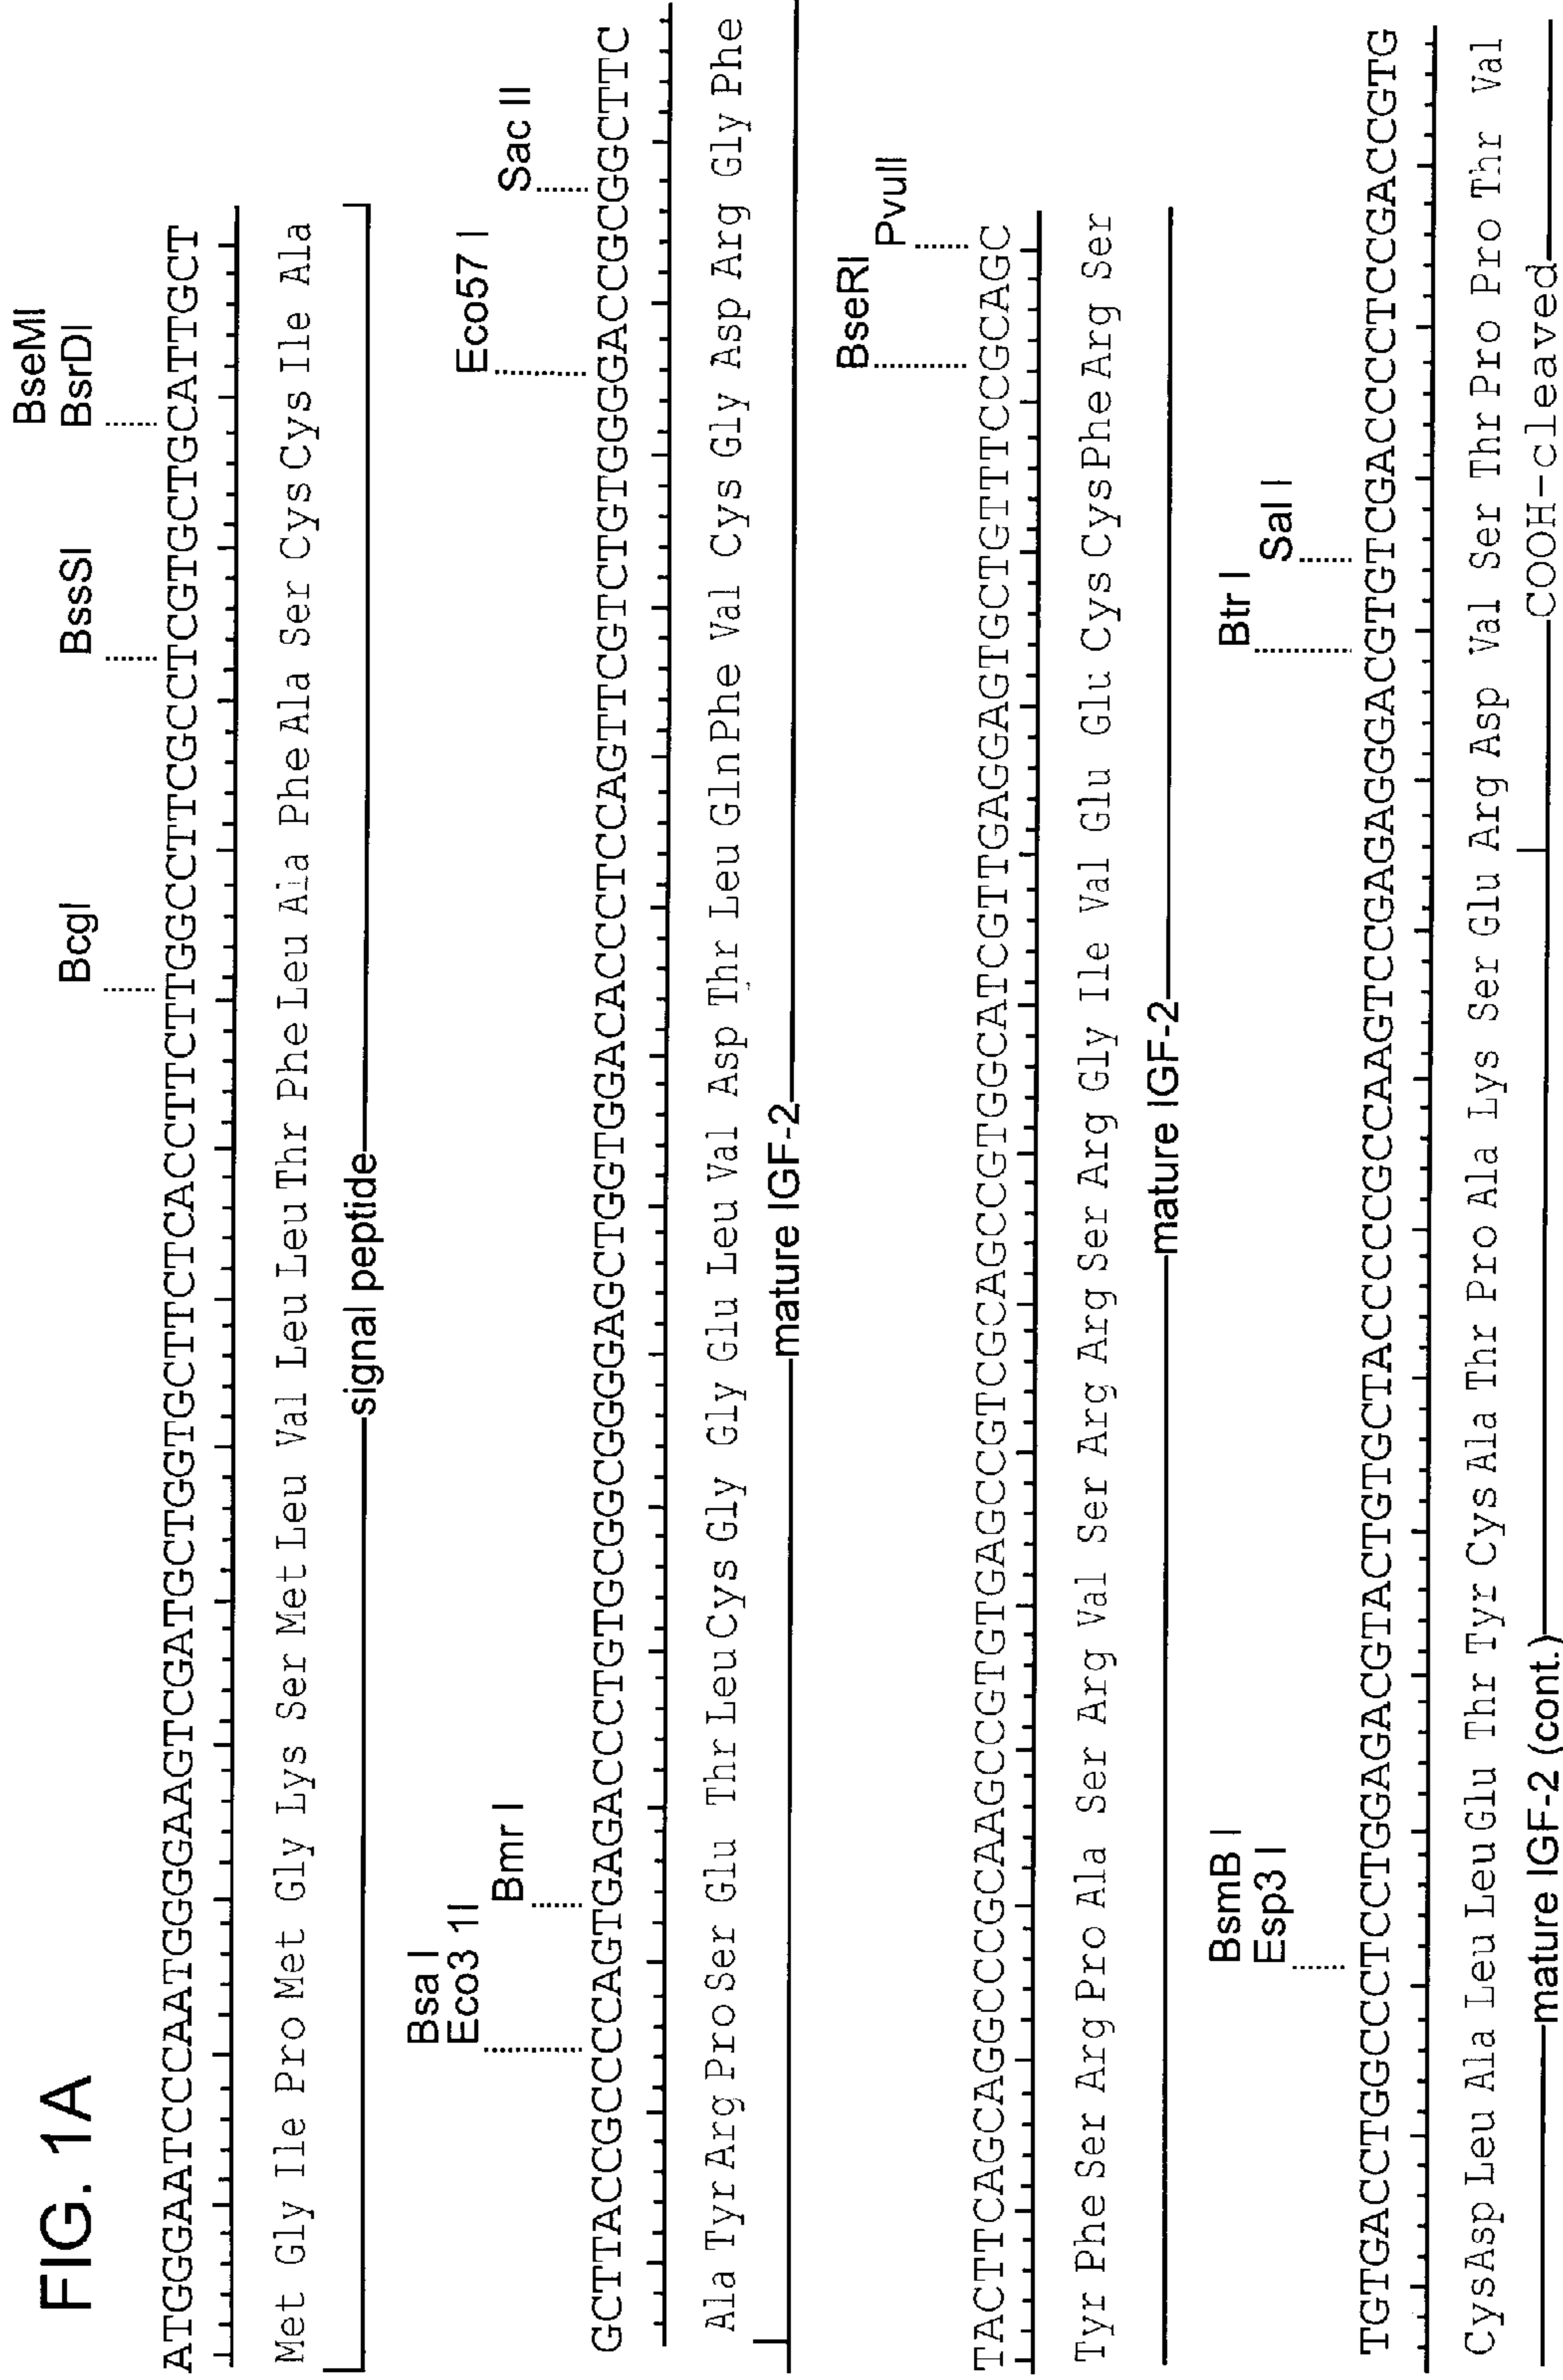 FIG. 1A
BseMI
BcgI BssSI BsrDI
ATGGGAATCCCAATGGGGAAGTCGATGCTGGTGCTTCTCACCTTCTTGGCCTTCGCCTCGTGCTGCATTGCT
Met Gly Ile Pro Met Gly Lys Ser Met Leu Val Leu Leu Thr Phe Leu Ala Phe Ala Ser Cys Cys Ile Ala
signal peptide
Bsa I
Eco3 1I Eco57 I
Bmr I Sac II
GCTTACCGCCCCAGTGAGACCCTGTGCGGCGGGGAGCTGGTGGACACCCTCCAGTTCGTCTGTGGGGACCGCGGCTTC
Ala Tyr Arg Pro Ser Glu Thr Leu Cys Gly Gly Glu Leu Val Asp Thr Leu Gln Phe Val Cys Gly Asp Arg Gly Phe
mature IGF-2
BseRI
PvuII
TACTTCAGCAGGCCCGCAAGCCGTGTGAGCCGTCGCAGCCGTGGCATCGTTGAGGAGTGCTGTTTCCGCAGC
Tyr Phe Ser Arg Pro Ala Ser Arg Val Ser Arg Arg Ser Arg Gly Ile Val Glu Glu Cys Cys Phe Arg Ser
mature IGF-2
BsmB I Btr I
Esp3 I Sal I
TGTGACCTGGCCCTCCTGGAGACGTACTGTGCTACCCCCGCCAAGTCCGAGAGGGACGTGTCGACCCCTCCGACCGTG
Cys Asp Leu Ala Leu Leu Glu Thr Tyr Cys Ala Thr Pro Ala Lys Ser Glu Arg Asp Val Ser Thr Pro Pro Thr Val
mature IGF-2 (cont.) COOH-cleaved